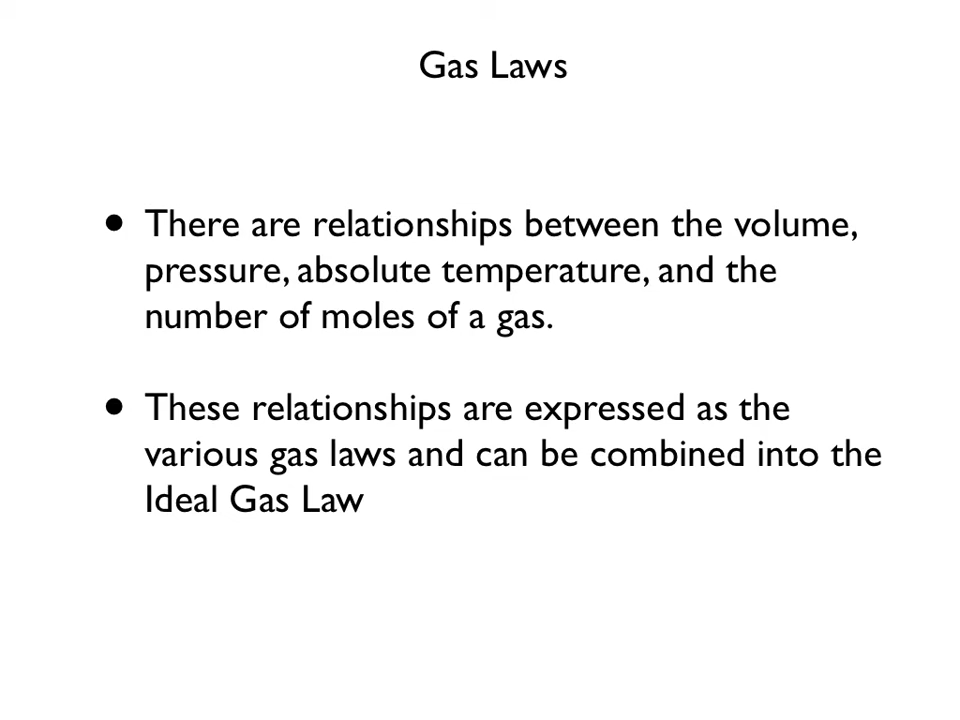 Gas Laws
• There are relationships between the volume,
pressure, absolute temperature, and the
number of moles of a gas.
• These relationships are expressed as the
various gas laws and can be combined into the
Ideal Gas Law